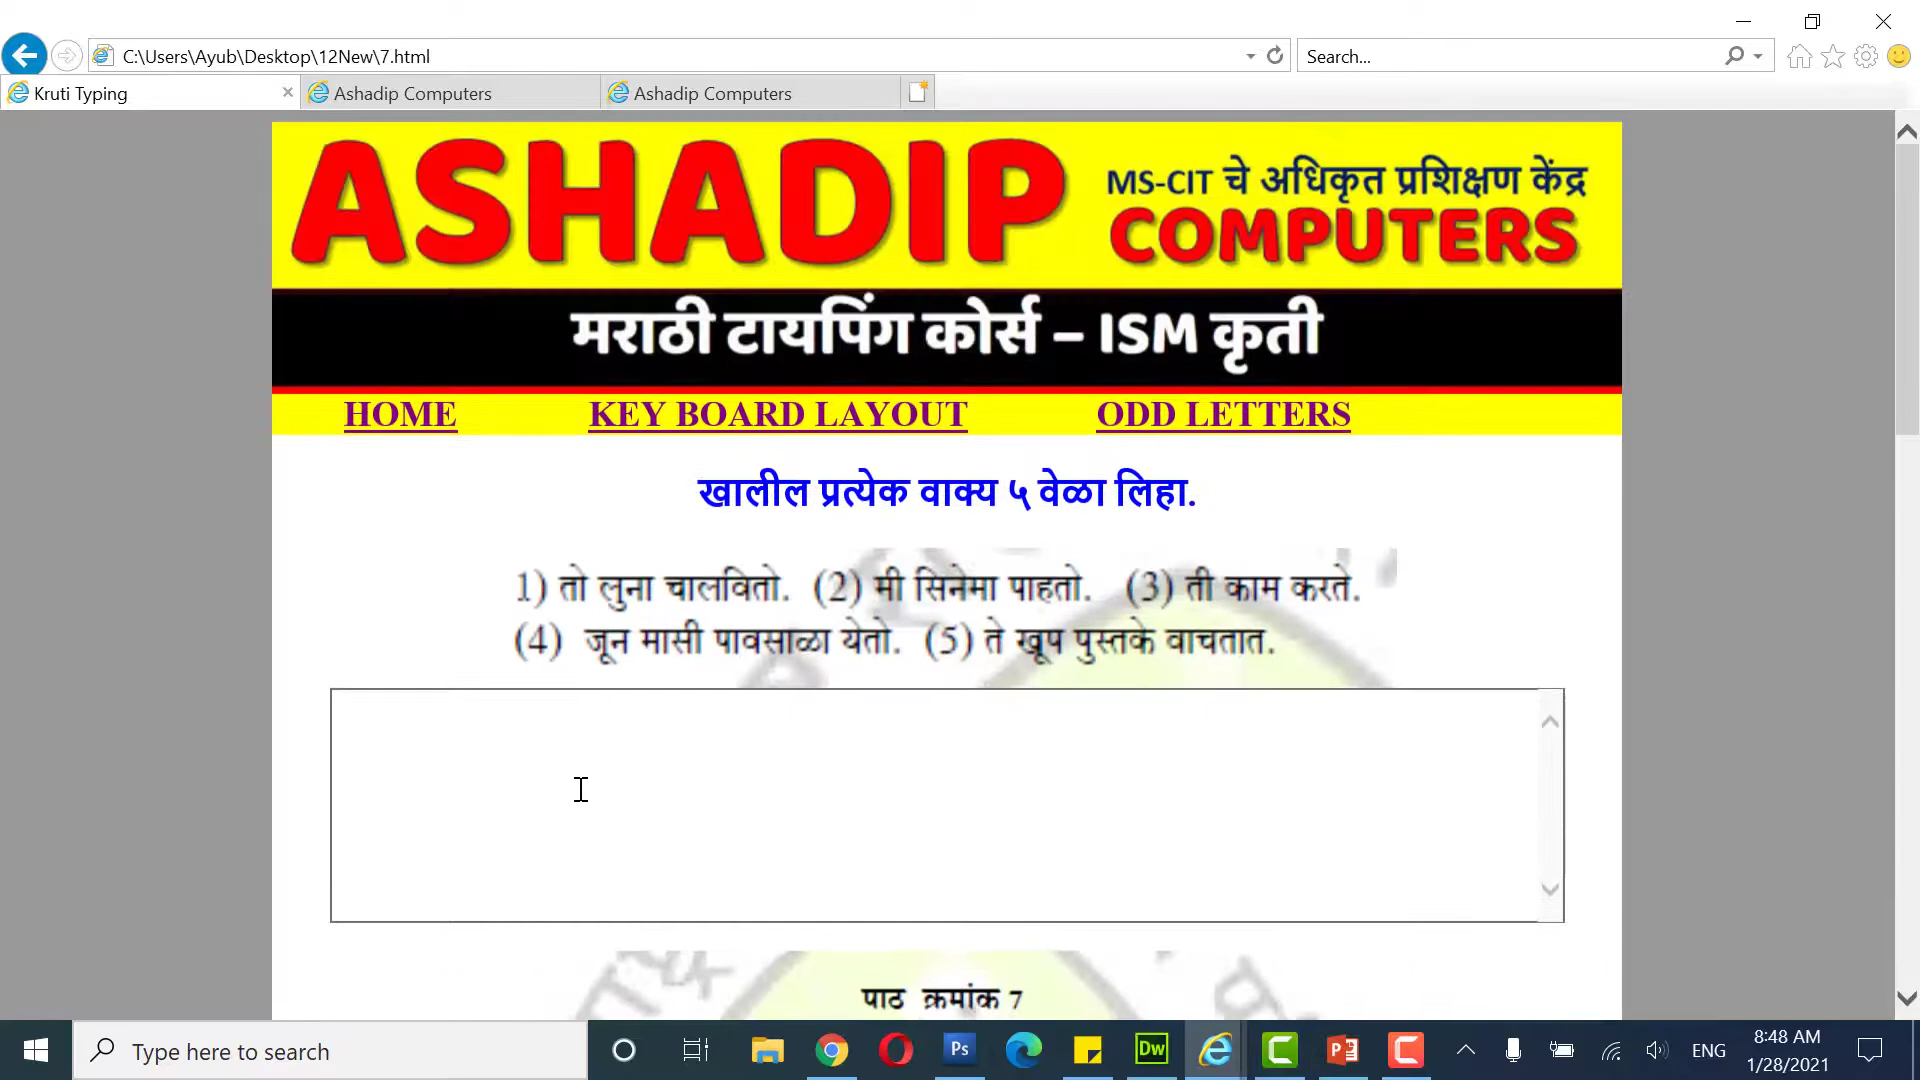 C:\Users\Ayub\Desktop\12New\7.html
Search...
Kruti Typing
Ashadip Computers
Ashadip Computers
ASHADIP
MS-CIT चे अधिकृत प्रशिक्षण केंद्र
COMPUTERS
मराठी टायपिंग कोर्स – ISM कृती
HOME
KEY BOARD LAYOUT
ODD LETTERS
खालील प्रत्येक वाक्य ५ वेळा लिहा.
1) तो लुना चालवितो. (2) मी सिनेमा पाहतो. (3) ती काम करते.
(4) जून मासी पावसाळा येतो. (5) ते खूप पुस्तके वाचतात.
पाठ क्रमांक 7
Type here to search
Ps
Dw
ENG
8:48 AM
1/28/2021